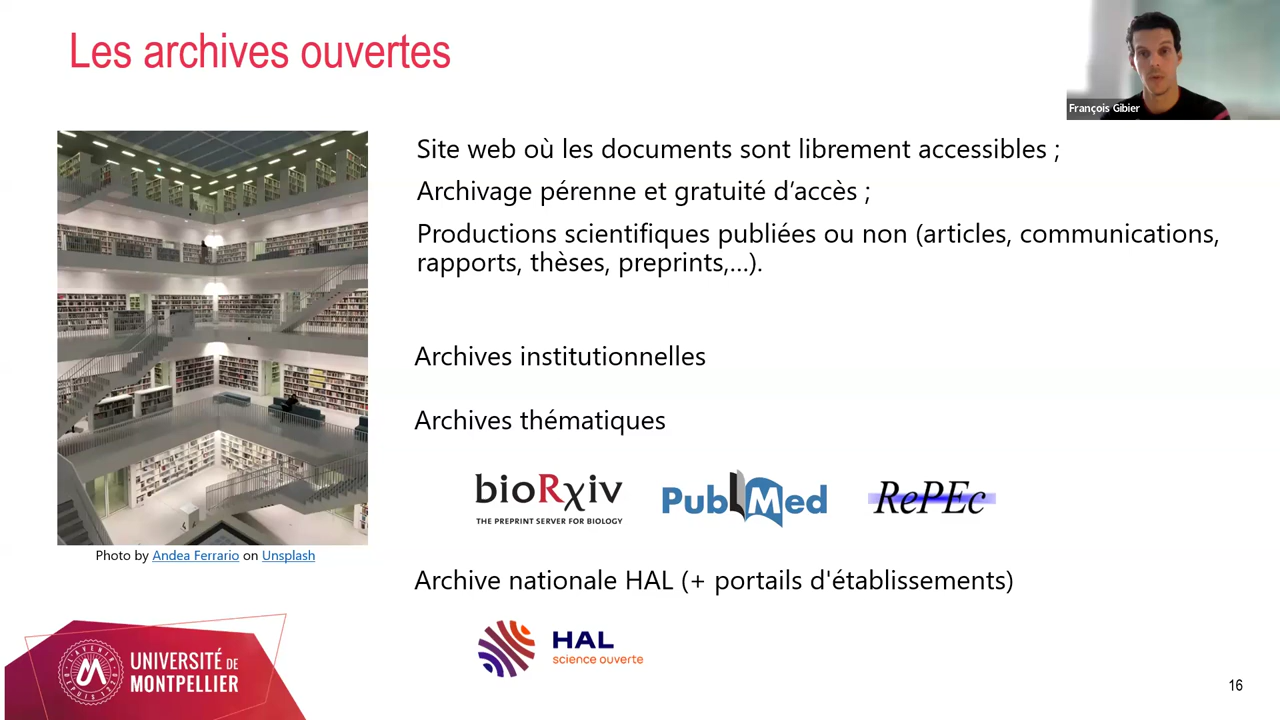 Les archives ouvertes
François Gibier
Site web où les documents sont librement accessibles ;
Archivage pérenne et gratuité d’accès ;
Productions scientifiques publiées ou non (articles, communications,
rapports, thèses, preprints,…).
Archives institutionnelles
Archives thématiques
bioRxiv
THE PREPRINT SERVER FOR BIOLOGY
PubMed
RePEc
Photo by Andea Ferrario on Unsplash
Archive nationale HAL (+ portails d'établissements)
HAL
science ouverte
UNIVERSITÉ DE
MONTPELLIER
16